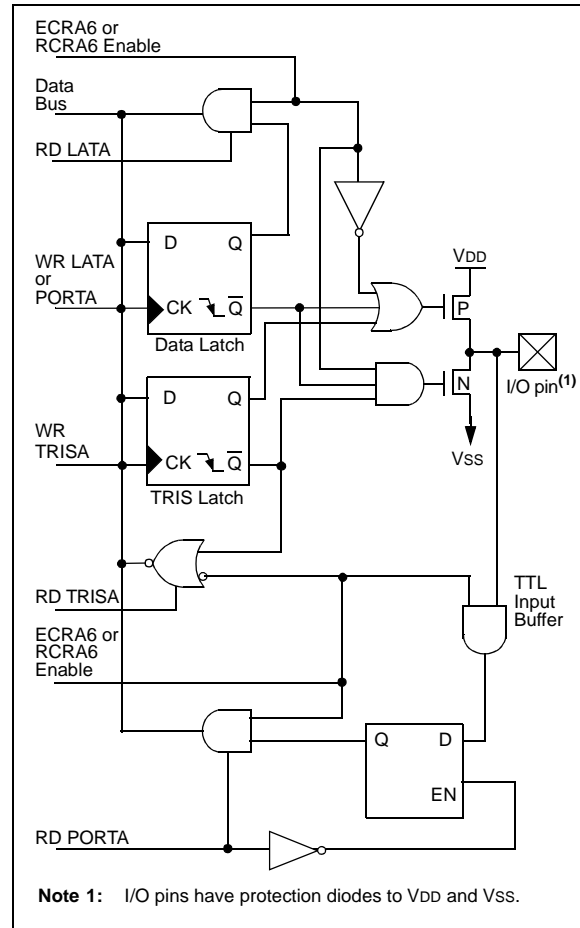 ECRA6 or
RCRA6 Enable
Data
Bus
RD LATA
D Q
WR LATA
or
PORTA
CK Q
Data Latch
VDD
P
N
I/O pin(1)
VSS
D Q
WR
TRISA
CK Q
TRIS Latch
RD TRISA
TTL
Input
Buffer
ECRA6 or
RCRA6
Enable
Q D
EN
RD PORTA
Note 1: I/O pins have protection diodes to VDD and VSS.